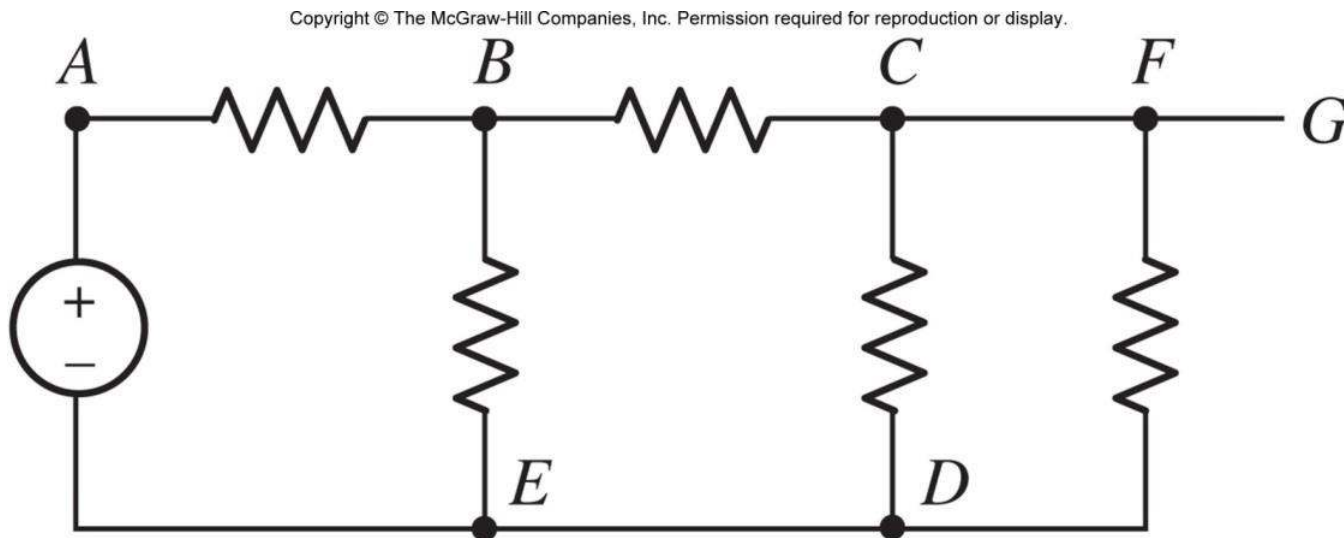 Copyright © The McGraw-Hill Companies, Inc. Permission required for reproduction or display.
A B C F
G
+
−
E D